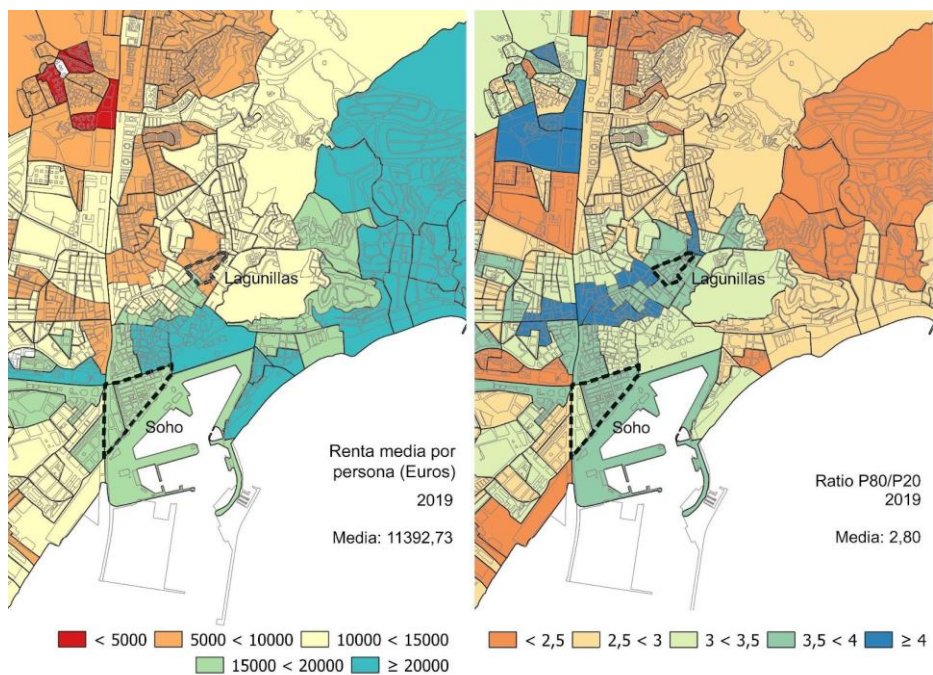 Lagunillas
Soho
Renta media por
persona (Euros)
2019
Media: 11392,73
< 5000
5000 < 10000
10000 < 15000
15000 < 20000
≥ 20000
Lagunillas
Soho
Ratio P80/P20
2019
Media: 2,80
< 2,5
2,5 < 3
3 < 3,5
3,5 < 4
≥ 4